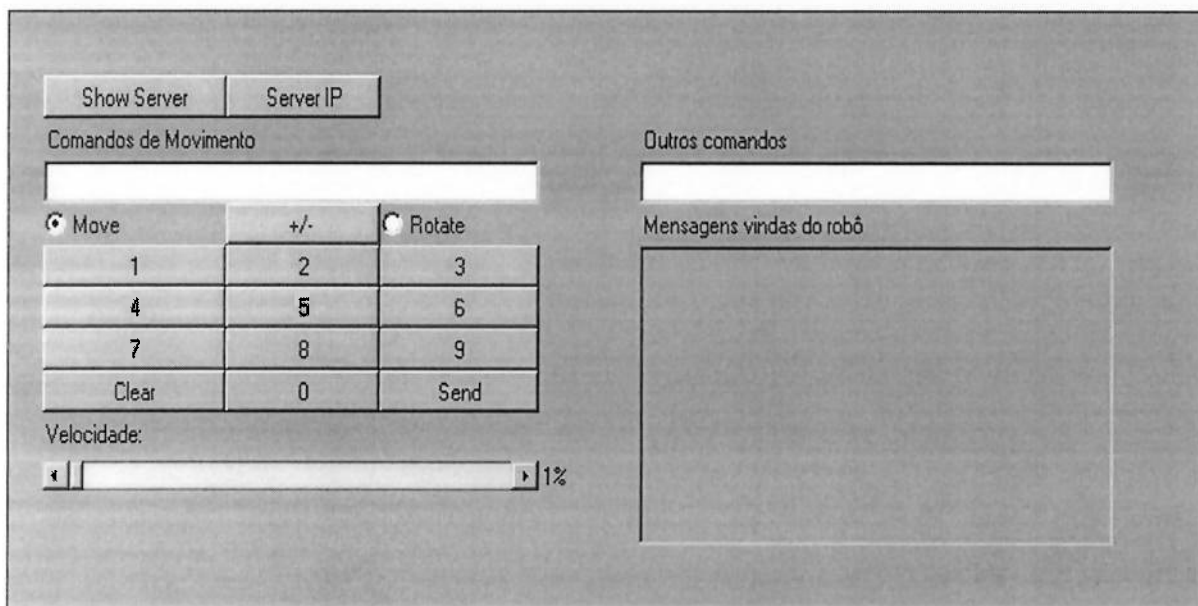 Show Server Server IP
Comandos de Movimento
Move +/- Rotate
1 2 3
4 5 6
7 8 9
Clear 0 Send
Velocidade:
1%
Outros comandos
Mensagens vindas do robô